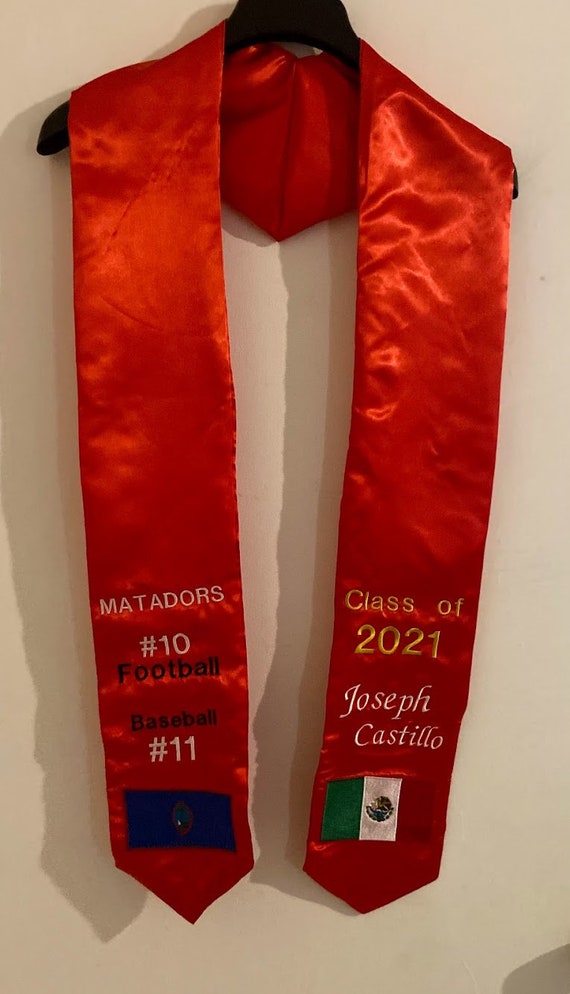 MATADORS
#10
Football
Baseball
#11
Class of
2021
Joseph
Castillo